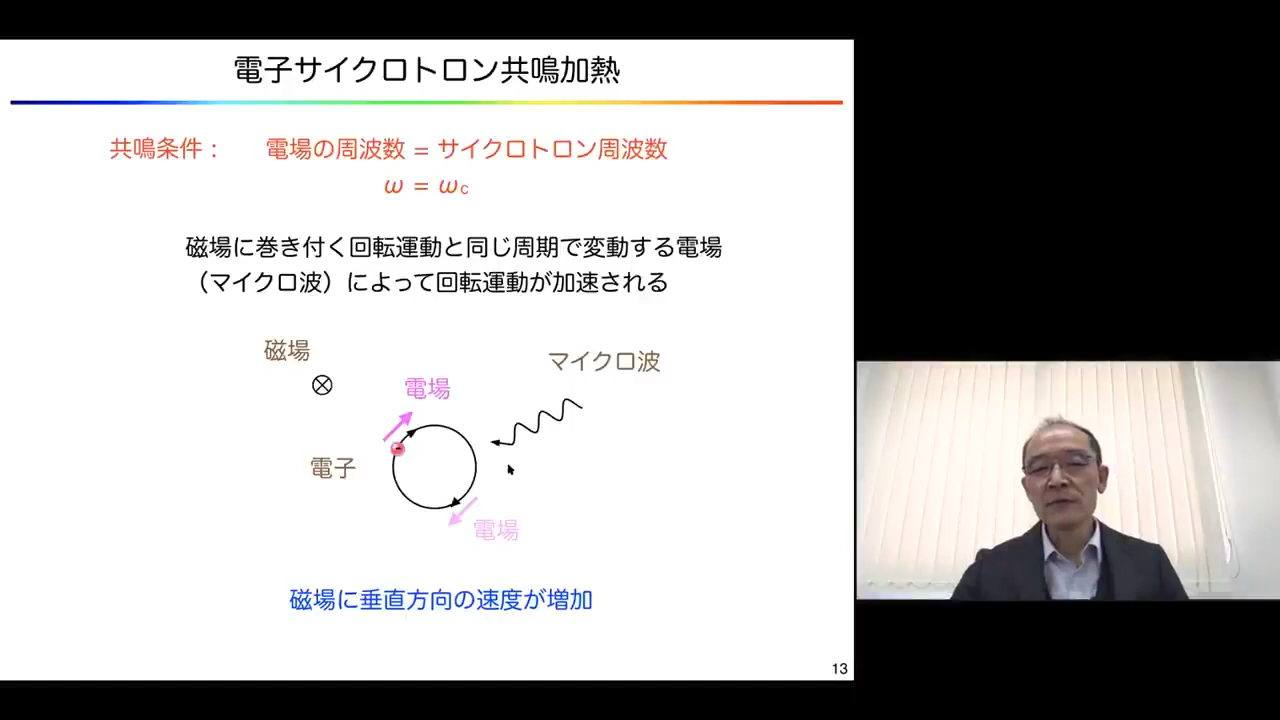 電子サイクロトロン共鳴加熱
共鳴条件： 電場の周波数 = サイクロトロン周波数
ω = ωc
磁場に巻き付く回転運動と同じ周期で変動する電場
（マイクロ波）によって回転運動が加速される
磁場
マイクロ波
電場
電子
電場
磁場に垂直方向の速度が増加
13